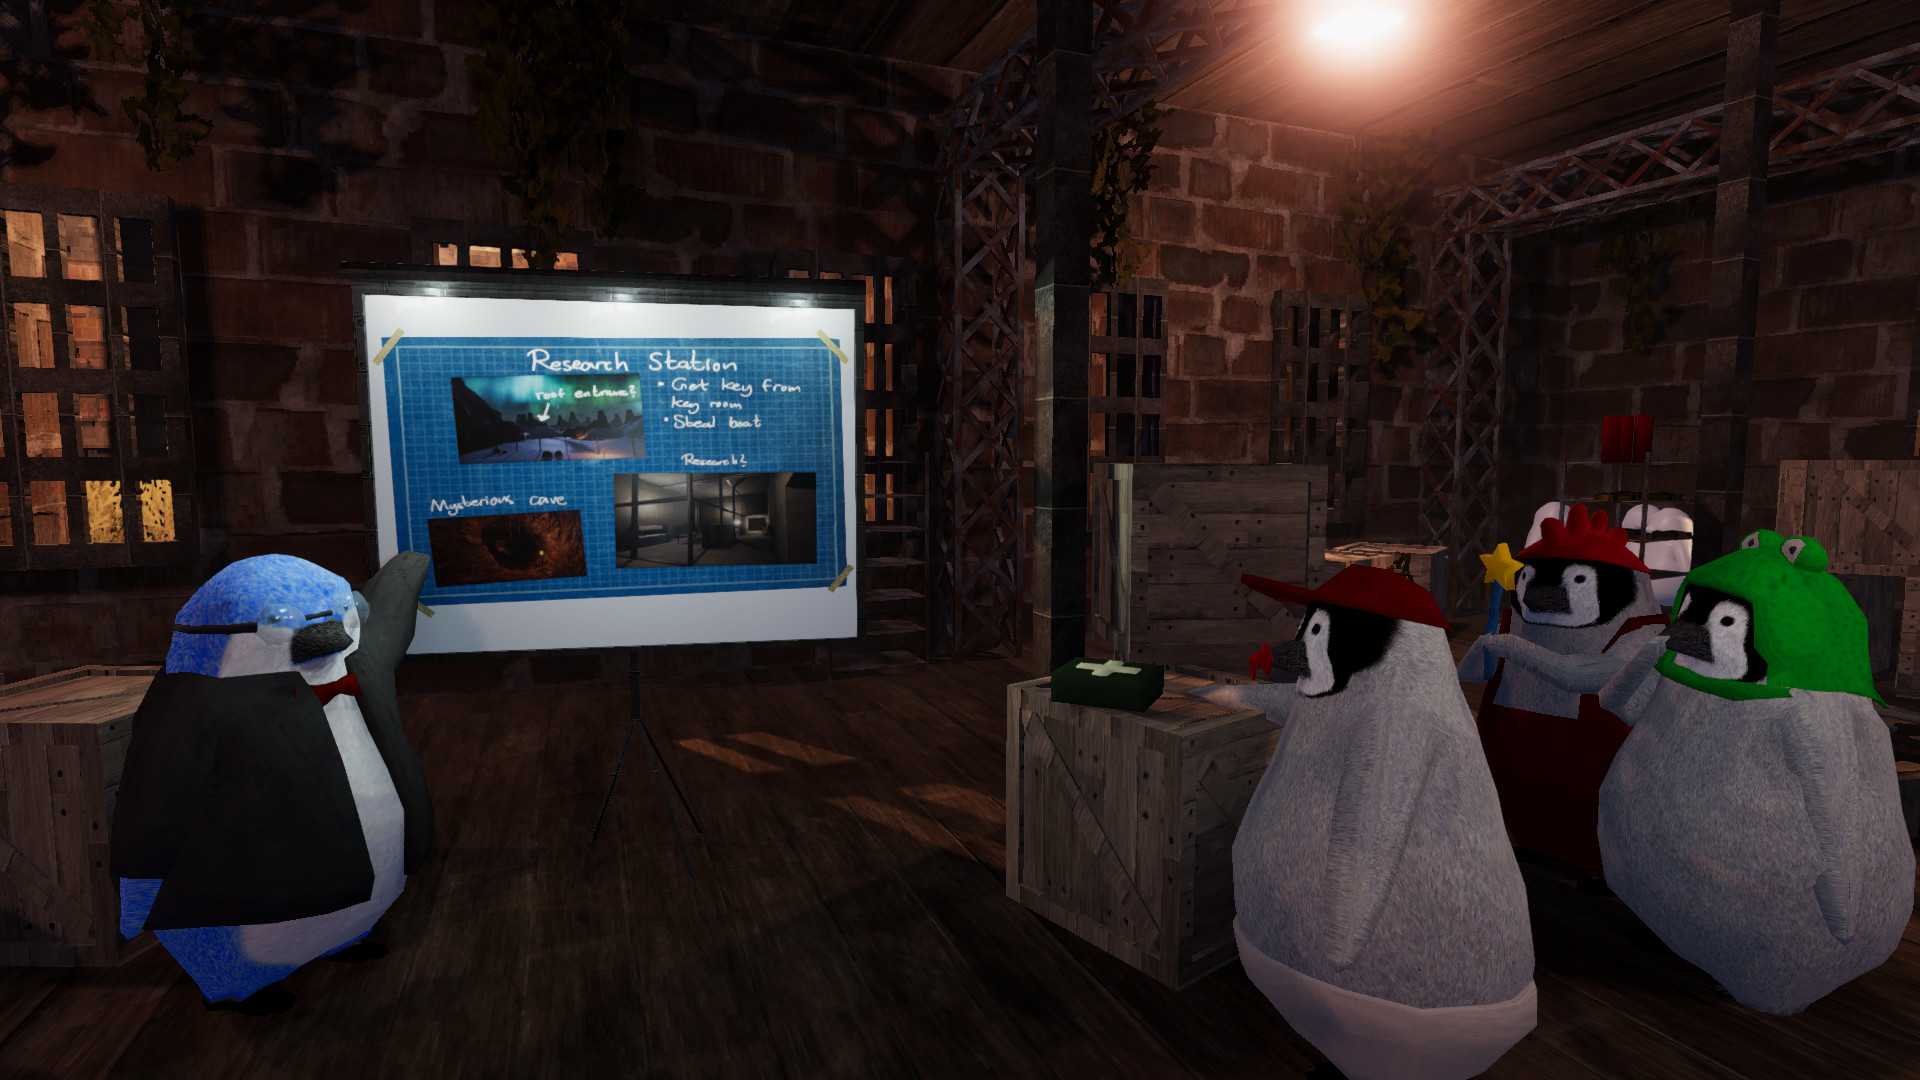 Research Station
roof entrance?
• Get key from
key room
• Steal boat
Research?
Mysterious cave